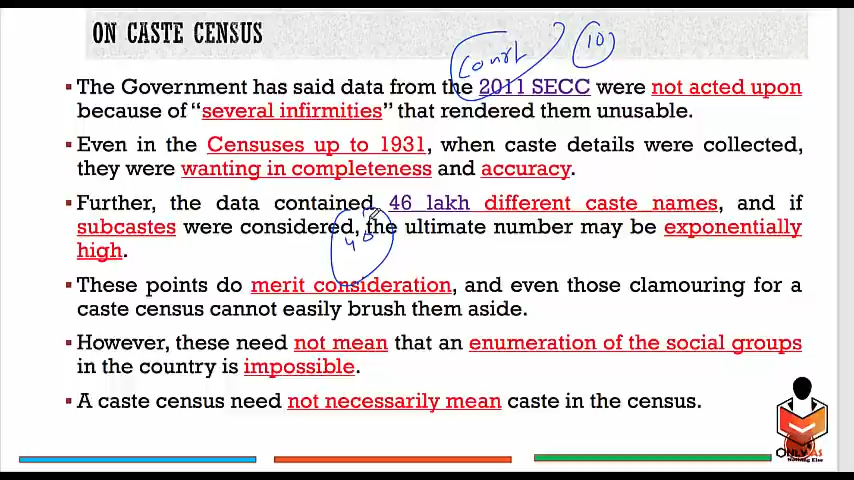 ON CASTE CENSUS
Court
10
▪ The Government has said data from the 2011 SECC were not acted upon
because of “several infirmities” that rendered them unusable.
▪ Even in the Censuses up to 1931, when caste details were collected,
they were wanting in completeness and accuracy.
▪ Further, the data contained 46 lakh different caste names, and if
subcastes were considered, the ultimate number may be exponentially
high.
▪ These points do merit consideration, and even those clamouring for a
caste census cannot easily brush them aside.
▪ However, these need not mean that an enumeration of the social groups
in the country is impossible.
▪ A caste census need not necessarily mean caste in the census.
ONLY IAS
Nothing Else